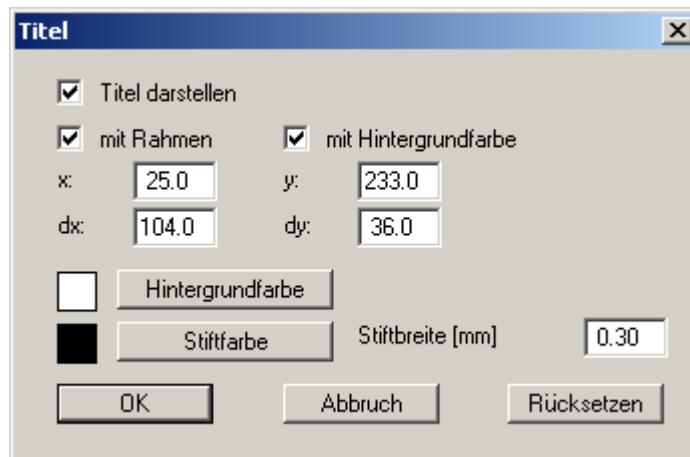 Titel
Titel darstellen
mit Rahmen mit Hintergrundfarbe
x: 25.0 y: 233.0
dx: 104.0 dy: 36.0
Hintergrundfarbe
Stiftfarbe Stiftbreite [mm] 0.30
OK Abbruch Rücksetzen